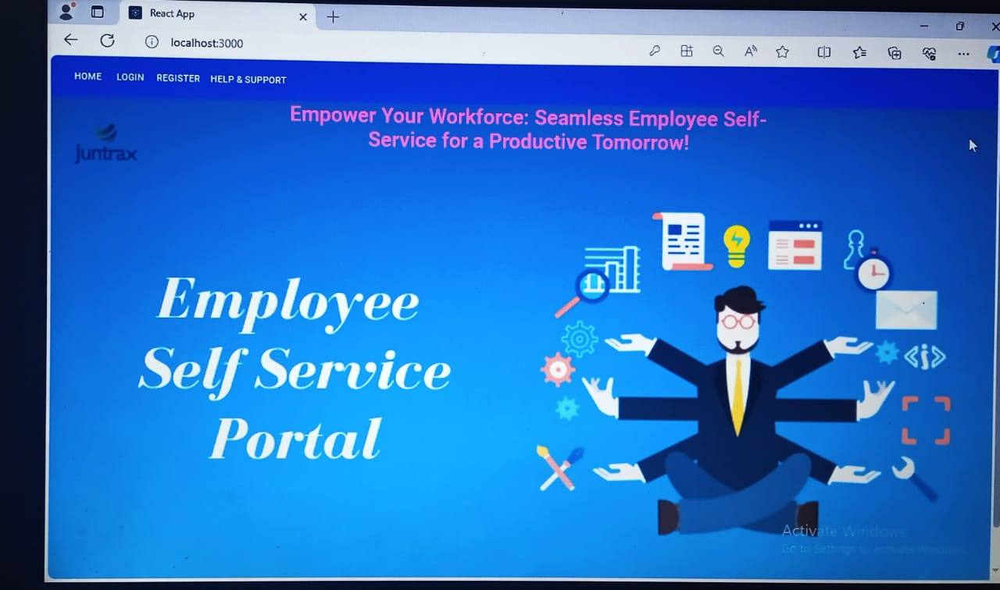 React App
localhost:3000
HOME LOGIN REGISTER HELP & SUPPORT
Empower Your Workforce: Seamless Employee Self-
Service for a Productive Tomorrow!
Juntrax
Employee
Self Service
Portal
<i>
Activate Windows
Go to Settings to activate Windows.